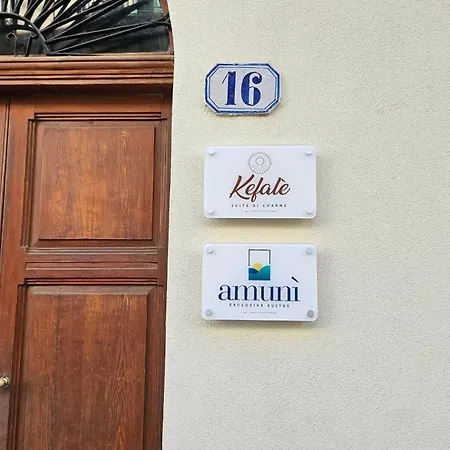 16
Kefalè
SUITE DI CHARME
amunì
EXCLUSIVE SUITES